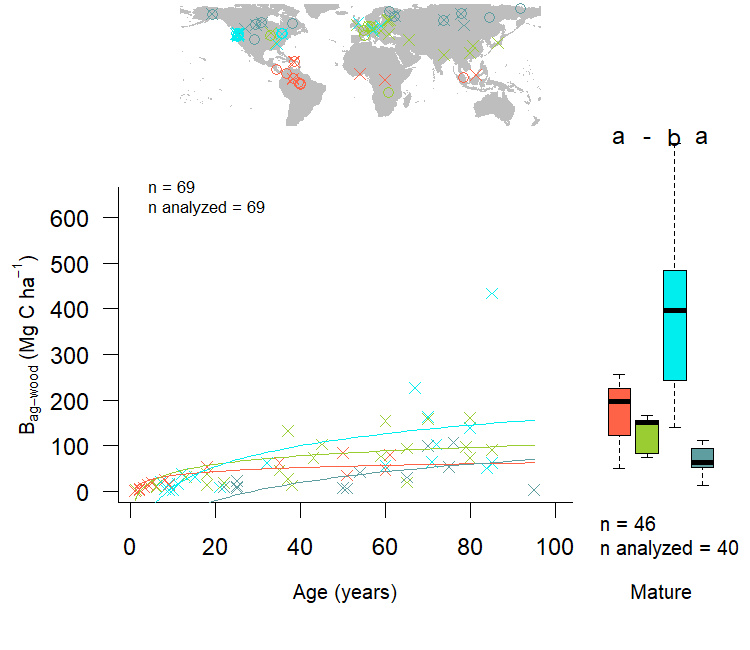 a - b a
n = 69
n analyzed = 69
600
500
400
300
200
100
0
B_ag−wood (Mg C ha⁻¹)
0 20 40 60 80 100
Age (years)
n = 46
n analyzed = 40
Mature